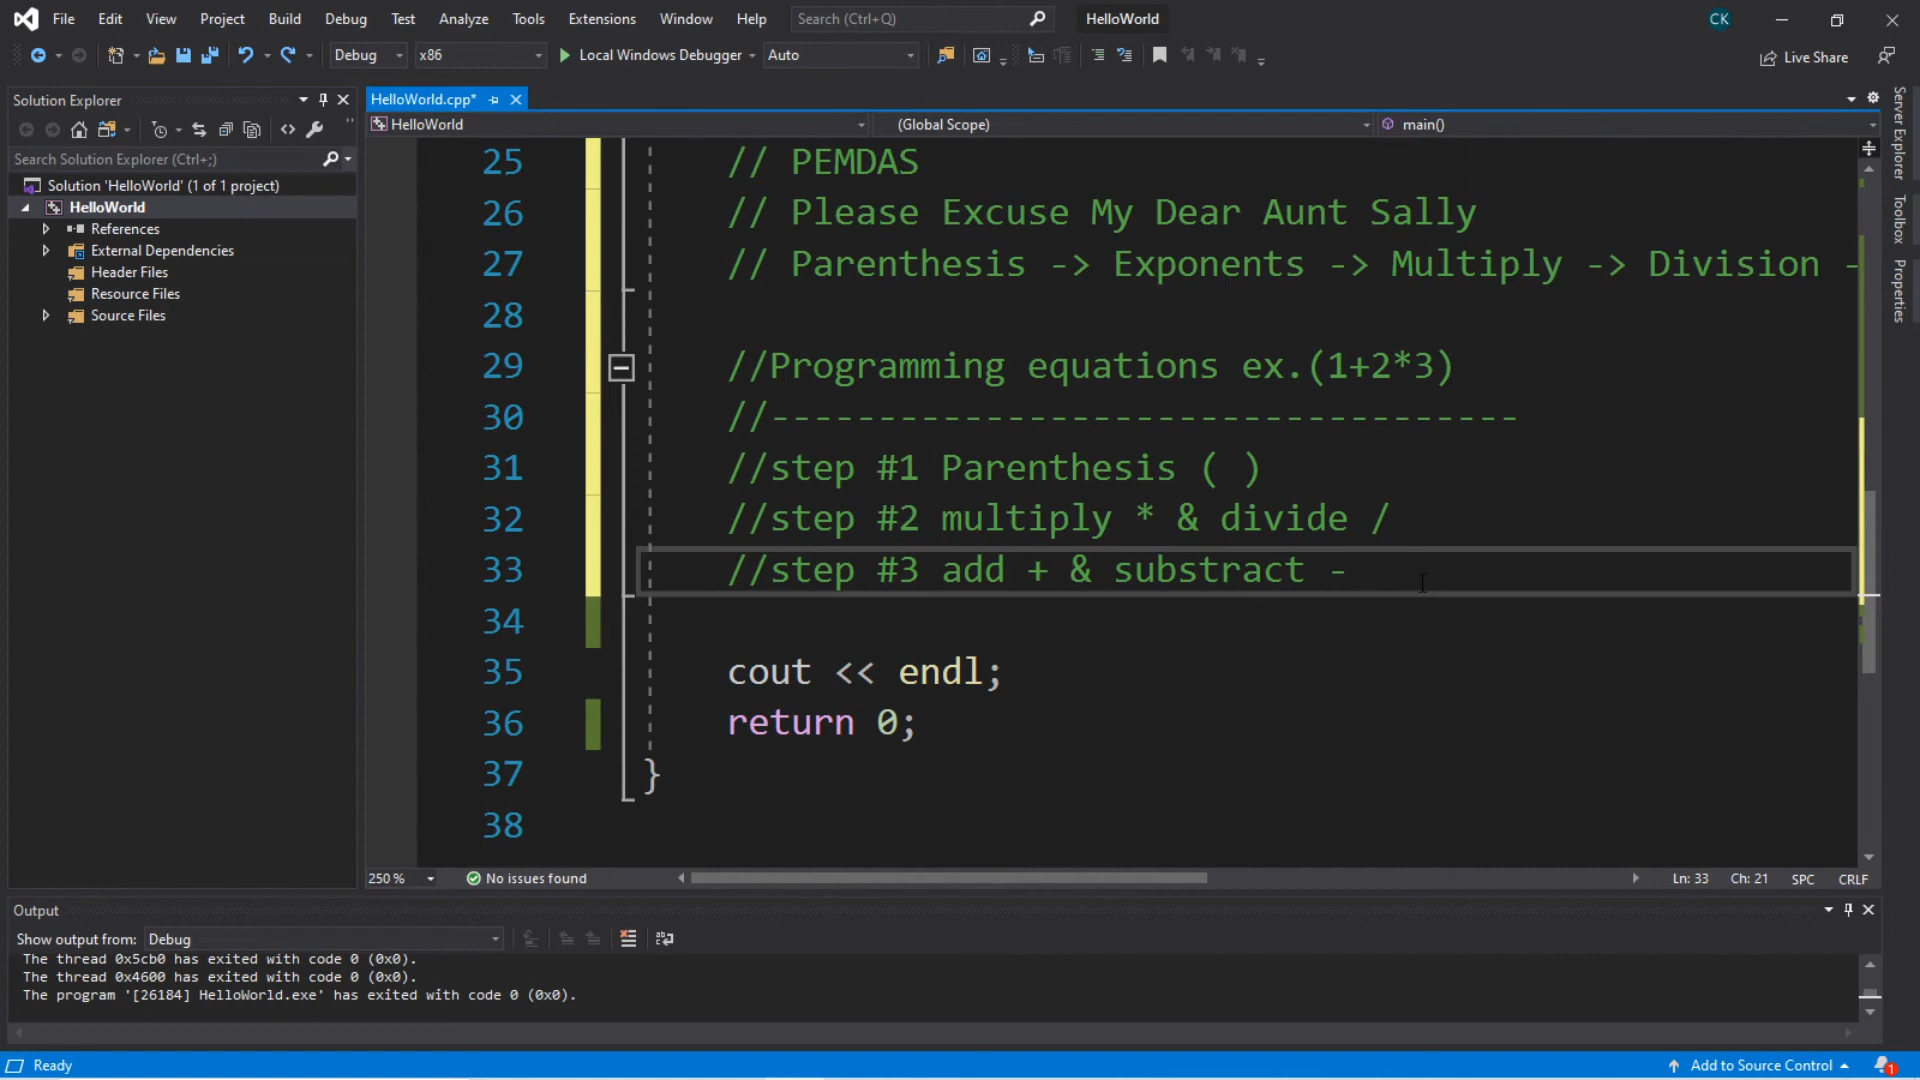 File Edit View Project Build Debug Test Analyze Tools Extensions Window Help Search (Ctrl+Q) HelloWorld CK
Debug x86 Local Windows Debugger Auto Live Share
Solution Explorer
Search Solution Explorer (Ctrl+;)
Solution 'HelloWorld' (1 of 1 project)
HelloWorld
References
External Dependencies
Header Files
Resource Files
Source Files
HelloWorld.cpp*
HelloWorld (Global Scope) main()
25 // PEMDAS
26 // Please Excuse My Dear Aunt Sally
27 // Parenthesis -> Exponents -> Multiply -> Division -
28
29 //Programming equations ex.(1+2*3)
30 //-----------------------------------
31 //step #1 Parenthesis ( )
32 //step #2 multiply * & divide /
33 //step #3 add + & substract -
34
35 cout << endl;
36 return 0;
37 }
38
250 % No issues found Ln: 33 Ch: 21 SPC CRLF
Server Explorer
Toolbox
Properties
Output
Show output from: Debug
The thread 0x5cb0 has exited with code 0 (0x0).
The thread 0x4600 has exited with code 0 (0x0).
The program '[26184] HelloWorld.exe' has exited with code 0 (0x0).
Ready Add to Source Control 1